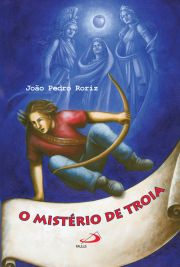 João Pedro Roriz
O MISTÉRIO DE TROIA
PAULUS